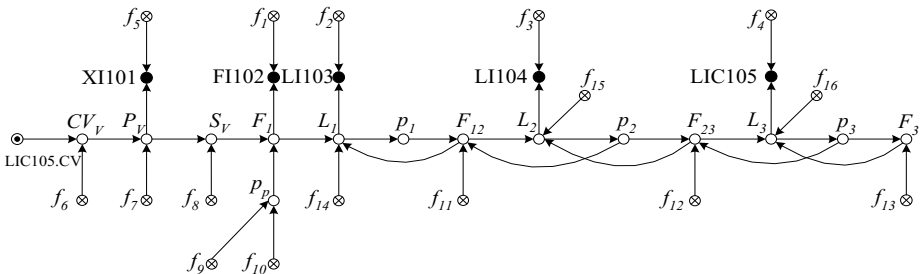 f5 f1 f2 f3 f4
XI101 FI102 LI103 LI104 LIC105
f15 f16
CVV PV SV F1 L1 p1 F12 L2 p2 F23 L3 p3 F3
LIC105.CV
pp
f6 f7 f8 f14 f11 f12 f13
f9 f10